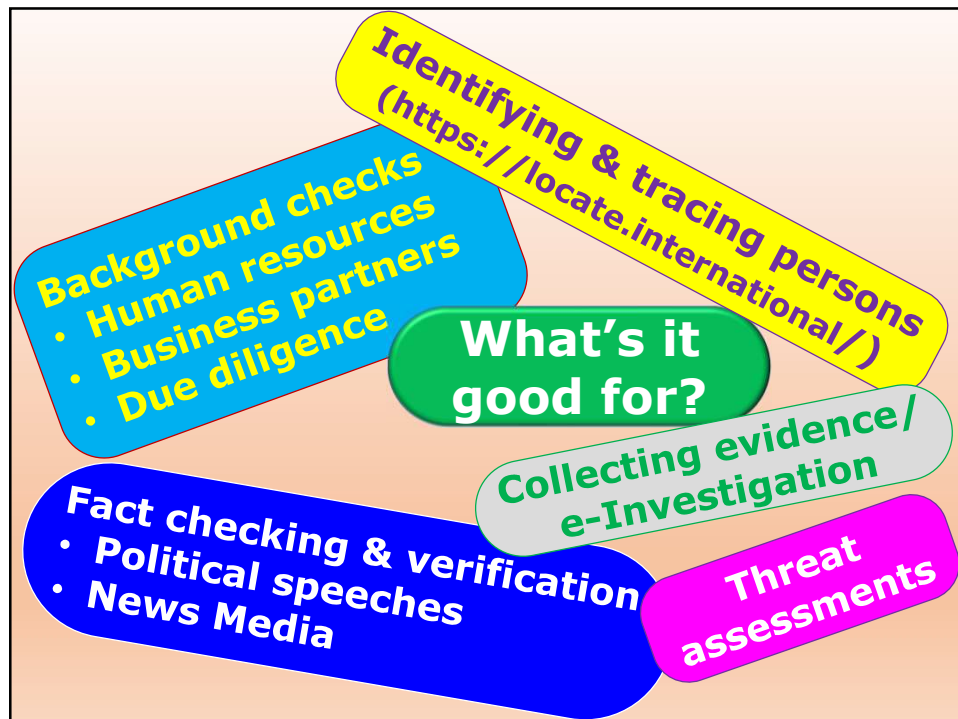 Identifying & tracing persons
(https://locate.international/)
Background checks
• Human resources
• Business partners
• Due diligence
What’s it
good for?
Collecting evidence/
e-Investigation
Fact checking & verification
• Political speeches
• News Media
Threat
assessments